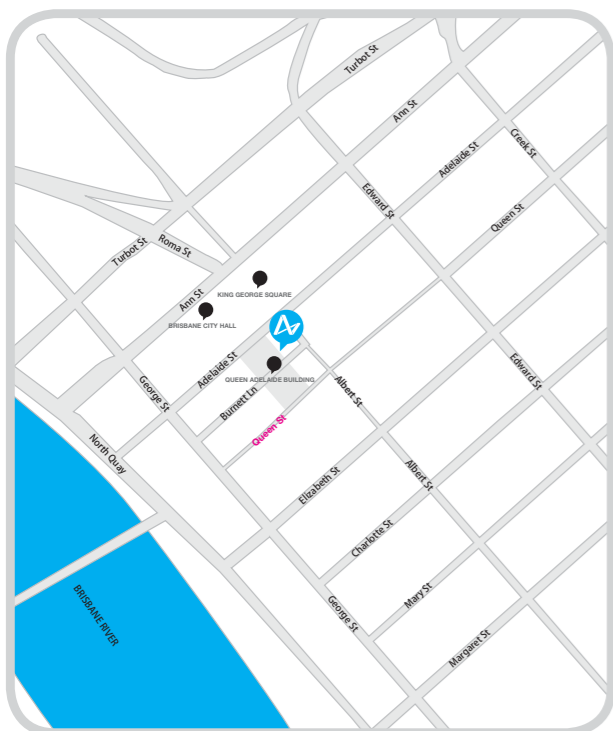 Turbot St
Ann St
Creek St
Adelaide St
Edward St
Queen St
Roma St
Turbot St
KING GEORGE SQUARE
Ann St
BRISBANE CITY HALL
Adelaide St
QUEEN ADELAIDE BUILDING
Edward St
Albert St
George St
Burnett Ln
Queen St
North Quay
Elizabeth St
Albert St
Charlotte St
BRISBANE RIVER
Mary St
George St
Margaret St